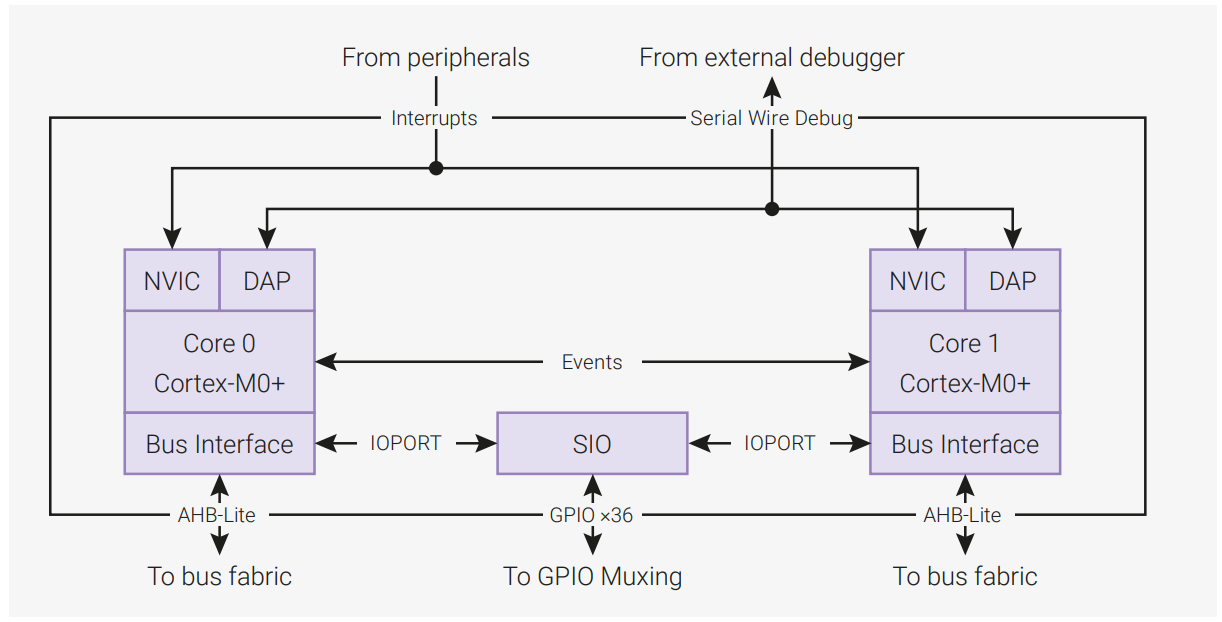 From peripherals
From external debugger
Interrupts
Serial Wire Debug
NVIC
DAP
NVIC
DAP
Core 0
Cortex-M0+
Events
Core 1
Cortex-M0+
Bus Interface
IOPORT
SIO
IOPORT
Bus Interface
AHB-Lite
GPIO ×36
AHB-Lite
To bus fabric
To GPIO Muxing
To bus fabric